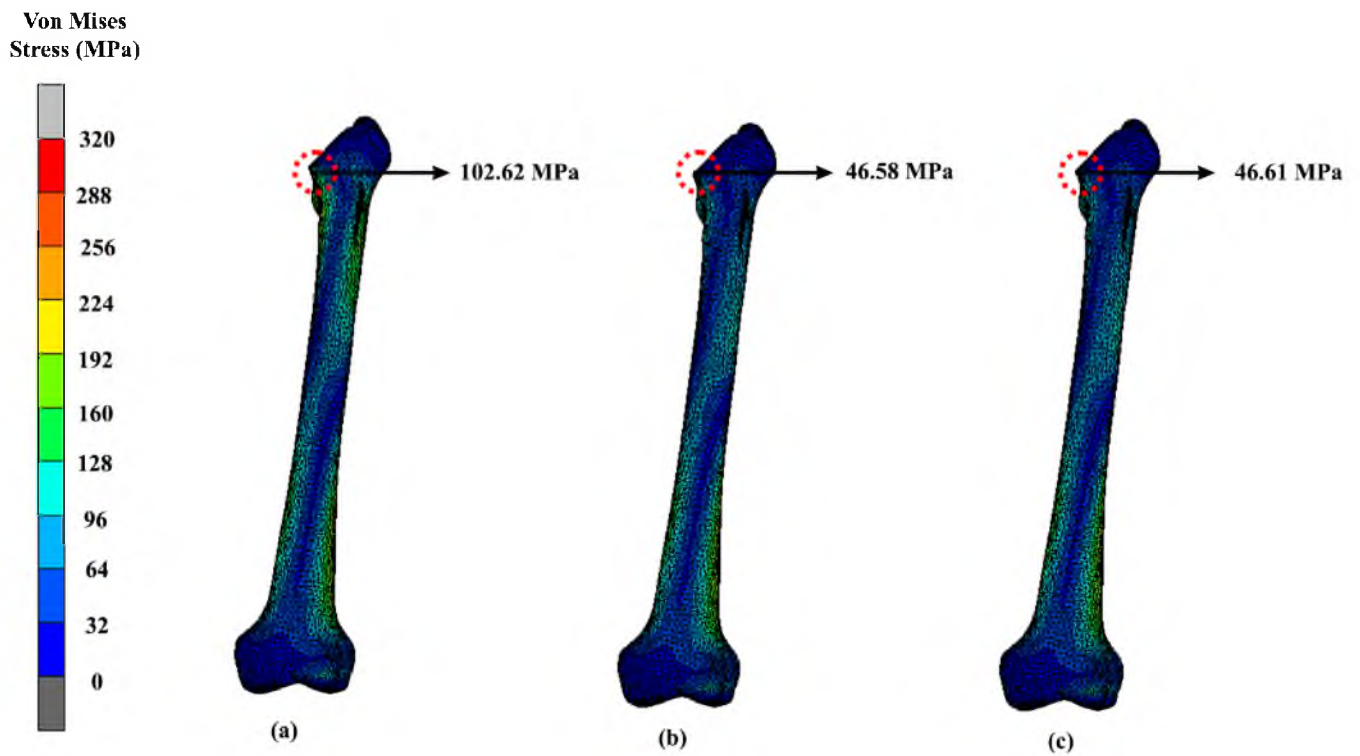 Von Mises
Stress (MPa)
320
288
256
224
192
160
128
96
64
32
0
102.62 MPa
46.58 MPa
46.61 MPa
(a)
(b)
(c)